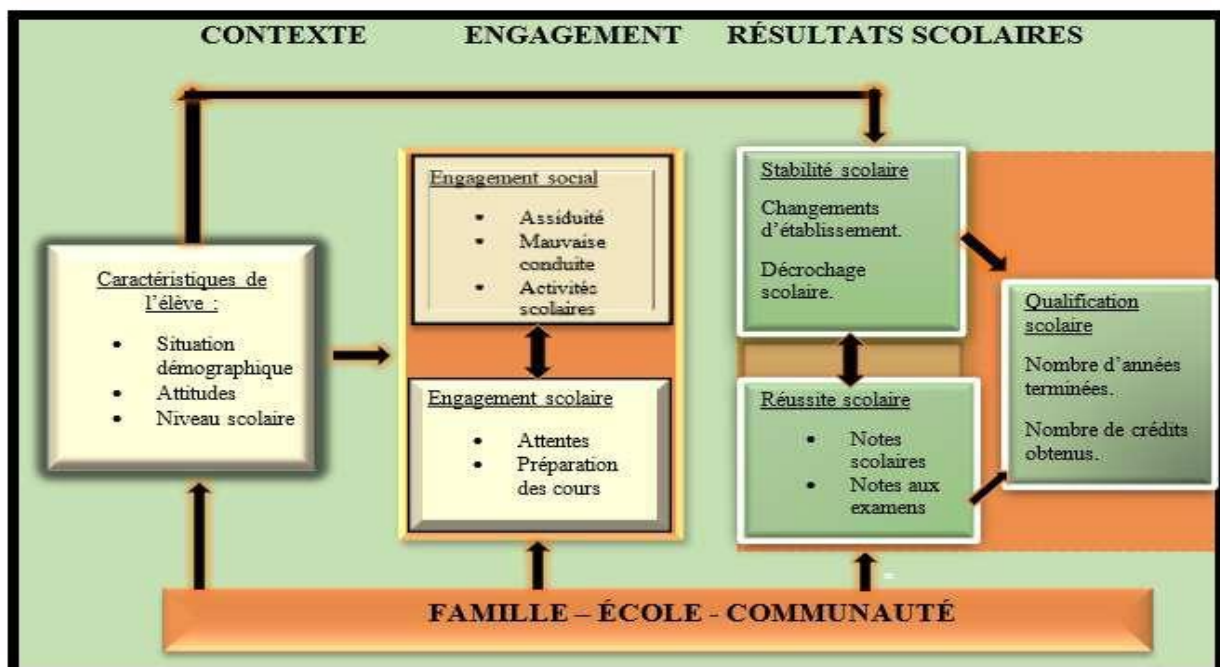 CONTEXTE ENGAGEMENT RÉSULTATS SCOLAIRES
Caractéristiques de
l'élève :
• Situation
démographique
• Attitudes
• Niveau scolaire
Engagement social
• Assiduité
• Mauvaise
conduite
• Activités
scolaires
Engagement scolaire
• Attentes
• Préparation
des cours
Stabilité scolaire
Changements
d'établissement.
Décrochage
scolaire.
Réussite scolaire
• Notes
scolaires
• Notes aux
examens
Qualification
scolaire
Nombre d'années
terminées.
Nombre de crédits
obtenus.
FAMILLE – ÉCOLE - COMMUNAUTÉ